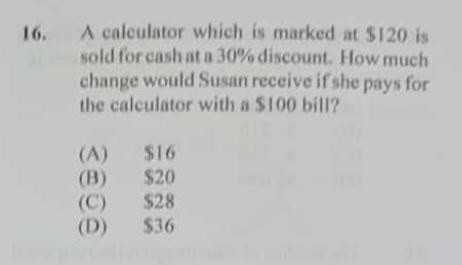 16. A calculator which is marked at $120 is
sold for cash at a 30% discount. How much
change would Susan receive if she pays for
the calculator with a $100 bill?
(A) $16
(B) $20
(C) $28
(D) $36